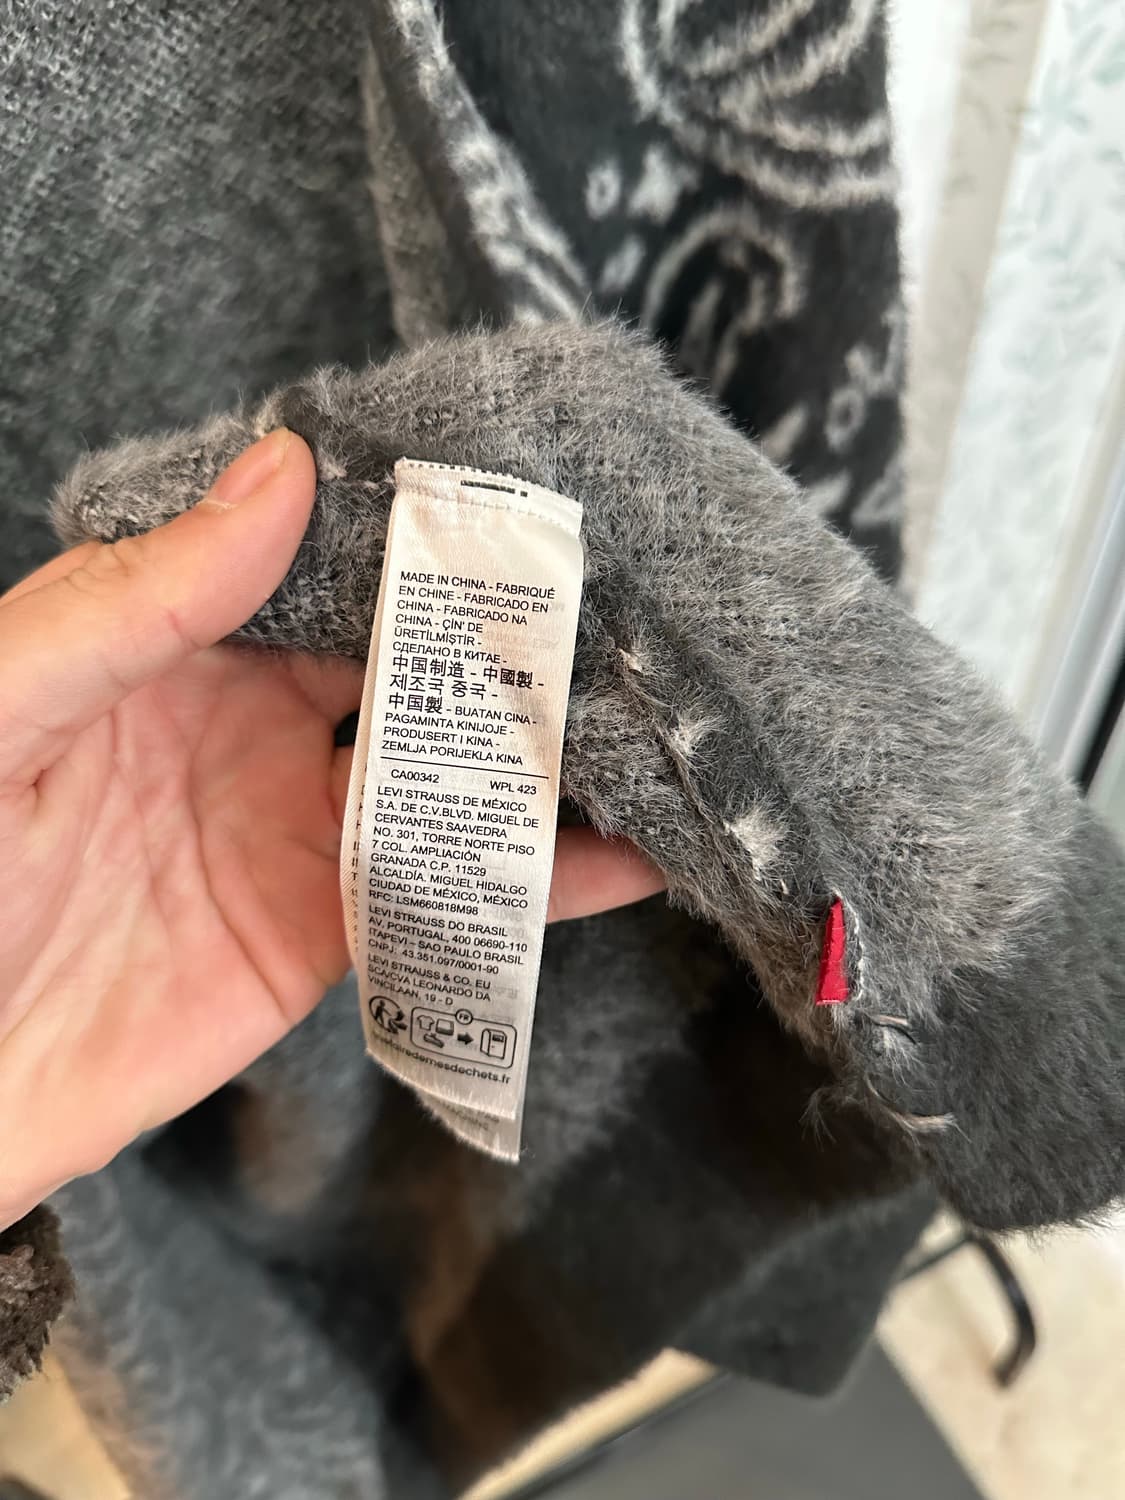 MADE IN CHINA - FABRIQUÉ
EN CHINE - FABRICADO EN
CHINA - FABRICADO NA
CHINA - ÇİN' DE
ÜRETİLMİŞTİR -
СДЕЛАНО В КИТАЕ -
中国制造 - 中國製 -
제조국 중국 -
中国製 - BUATAN CINA -
PAGAMINTA KINIJOJE -
PRODUSERT I KINA -
ZEMLJA PORIJEKLA KINA
CA00342 WPL 423
LEVI STRAUSS DE MÉXICO
S.A. DE C.V.BLVD. MIGUEL DE
CERVANTES SAAVEDRA
NO. 301, TORRE NORTE PISO
7 COL. AMPLIACIÓN
GRANADA C.P. 11529
ALCALDÍA. MIGUEL HIDALGO
CIUDAD DE MÉXICO, MÉXICO
RFC: LSM660818M98
LEVI STRAUSS DO BRASIL
AV. PORTUGAL, 400 06690-110
ITAPEVI - SAO PAULO BRASIL
CNPJ: 43.351.097/0001-90
LEVI STRAUSS & CO. EU
SCA/CVA LEONARDO DA
VINCILAAN, 19 - D
FR